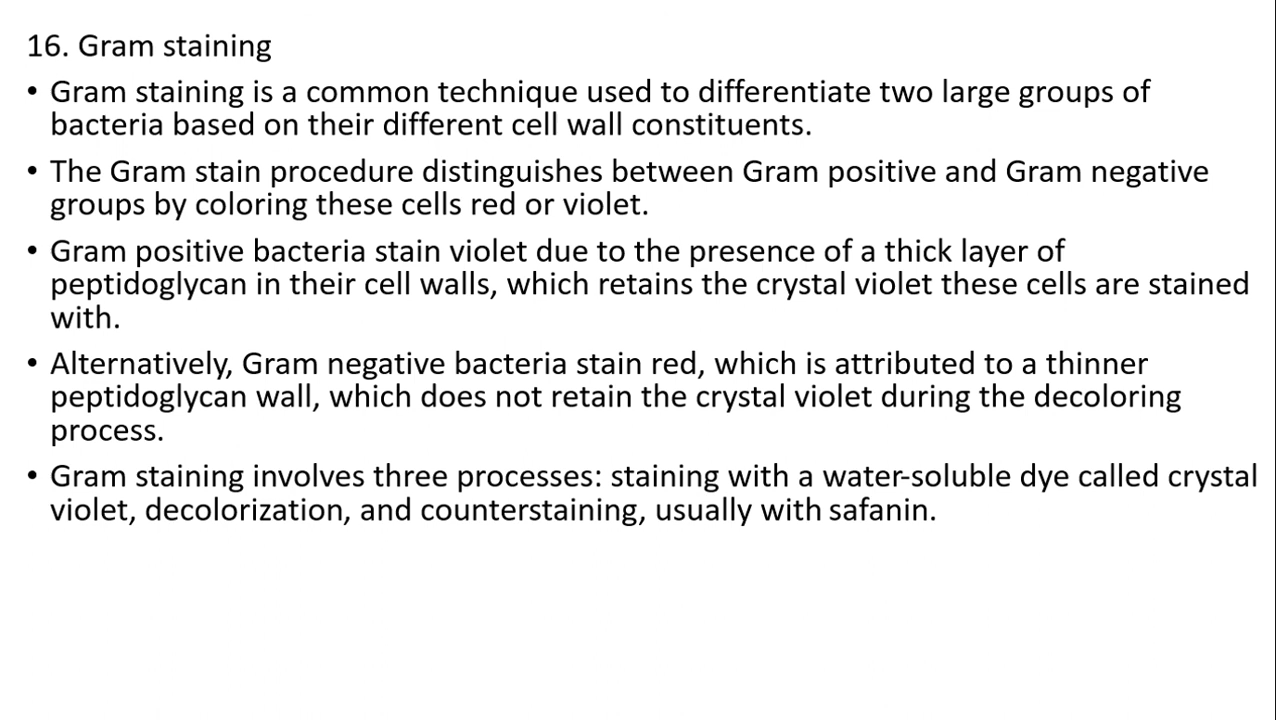 16. Gram staining
• Gram staining is a common technique used to differentiate two large groups of
bacteria based on their different cell wall constituents.
• The Gram stain procedure distinguishes between Gram positive and Gram negative
groups by coloring these cells red or violet.
• Gram positive bacteria stain violet due to the presence of a thick layer of
peptidoglycan in their cell walls, which retains the crystal violet these cells are stained
with.
• Alternatively, Gram negative bacteria stain red, which is attributed to a thinner
peptidoglycan wall, which does not retain the crystal violet during the decoloring
process.
• Gram staining involves three processes: staining with a water-soluble dye called crystal
violet, decolorization, and counterstaining, usually with safanin.